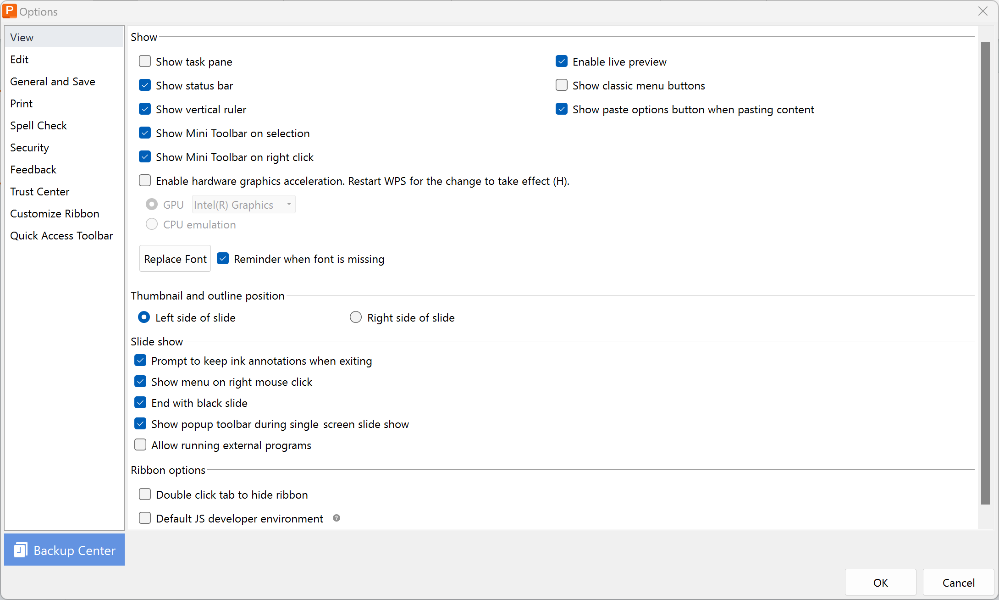 Options
View
Edit
General and Save
Print
Spell Check
Security
Feedback
Trust Center
Customize Ribbon
Quick Access Toolbar
Backup Center
Show
Show task pane
Show status bar
Show vertical ruler
Show Mini Toolbar on selection
Show Mini Toolbar on right click
Enable live preview
Show classic menu buttons
Show paste options button when pasting content
Enable hardware graphics acceleration. Restart WPS for the change to take effect (H).
GPU Intel(R) Graphics
CPU emulation
Replace Font Reminder when font is missing
Thumbnail and outline position
Left side of slide Right side of slide
Slide show
Prompt to keep ink annotations when exiting
Show menu on right mouse click
End with black slide
Show popup toolbar during single-screen slide show
Allow running external programs
Ribbon options
Double click tab to hide ribbon
Default JS developer environment ?
OK Cancel